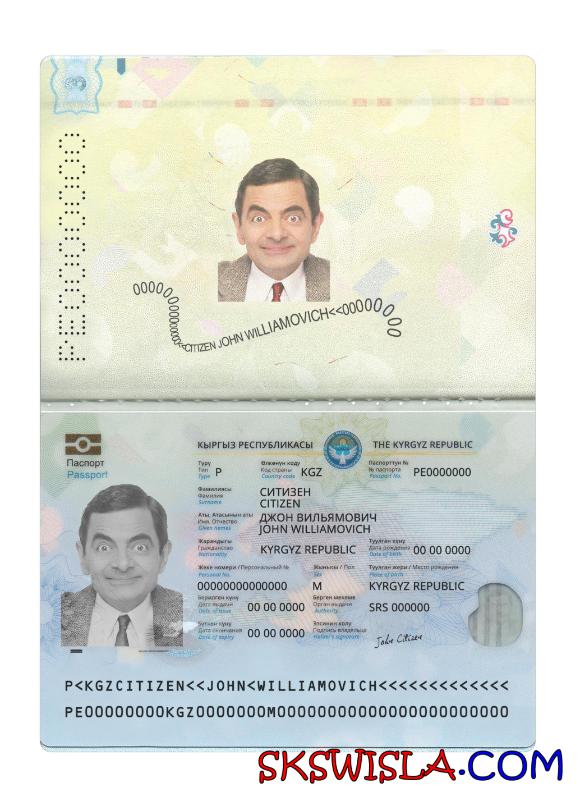 PE0000000
0000000000000<<CITIZEN JOHN WILLIAMOVICH<<00000000
Паспорт
Passport
КЫРГЫЗ РЕСПУБЛИКАСЫ THE KYRGYZ REPUBLIC
Түрү Өлкөнүн коду Паспорттун №
Тип Код страны № паспорта
Type P Country code KGZ Passport No. PE0000000
Фамилиясы
Фамилия
Surname
СИТИЗЕН
CITIZEN
Аты, Атасынын аты
Имя, Отчество
Given names
ДЖОН ВИЛЬЯМОВИЧ
JOHN WILLIAMOVICH
Жарандыгы Туулган күнү
Гражданство Дата рождения
Nationality KYRGYZ REPUBLIC Date of birth 00 00 0000
Жеке номери / Персональный № Жынысы / Пол Туулган жери / Место рождения
Personal No. Sex Place of birth
00000000000000 M KYRGYZ REPUBLIC
Берилген күнү Берген мекеме
Дата выдачи Орган выдачи
Date of issue 00 00 0000 Authority SRS 000000
Бүткөн күнү Ээсинин колу
Дата окончания Подпись владельца
Date of expiry 00 00 0000 Holder's signature John Citizen
P<KGZCITIZEN<<JOHN<WILLIAMOVICH<<<<<<<<<<<<<
PE00000000KGZ0000000M00000000000000000000000
SKSWISLA.COM